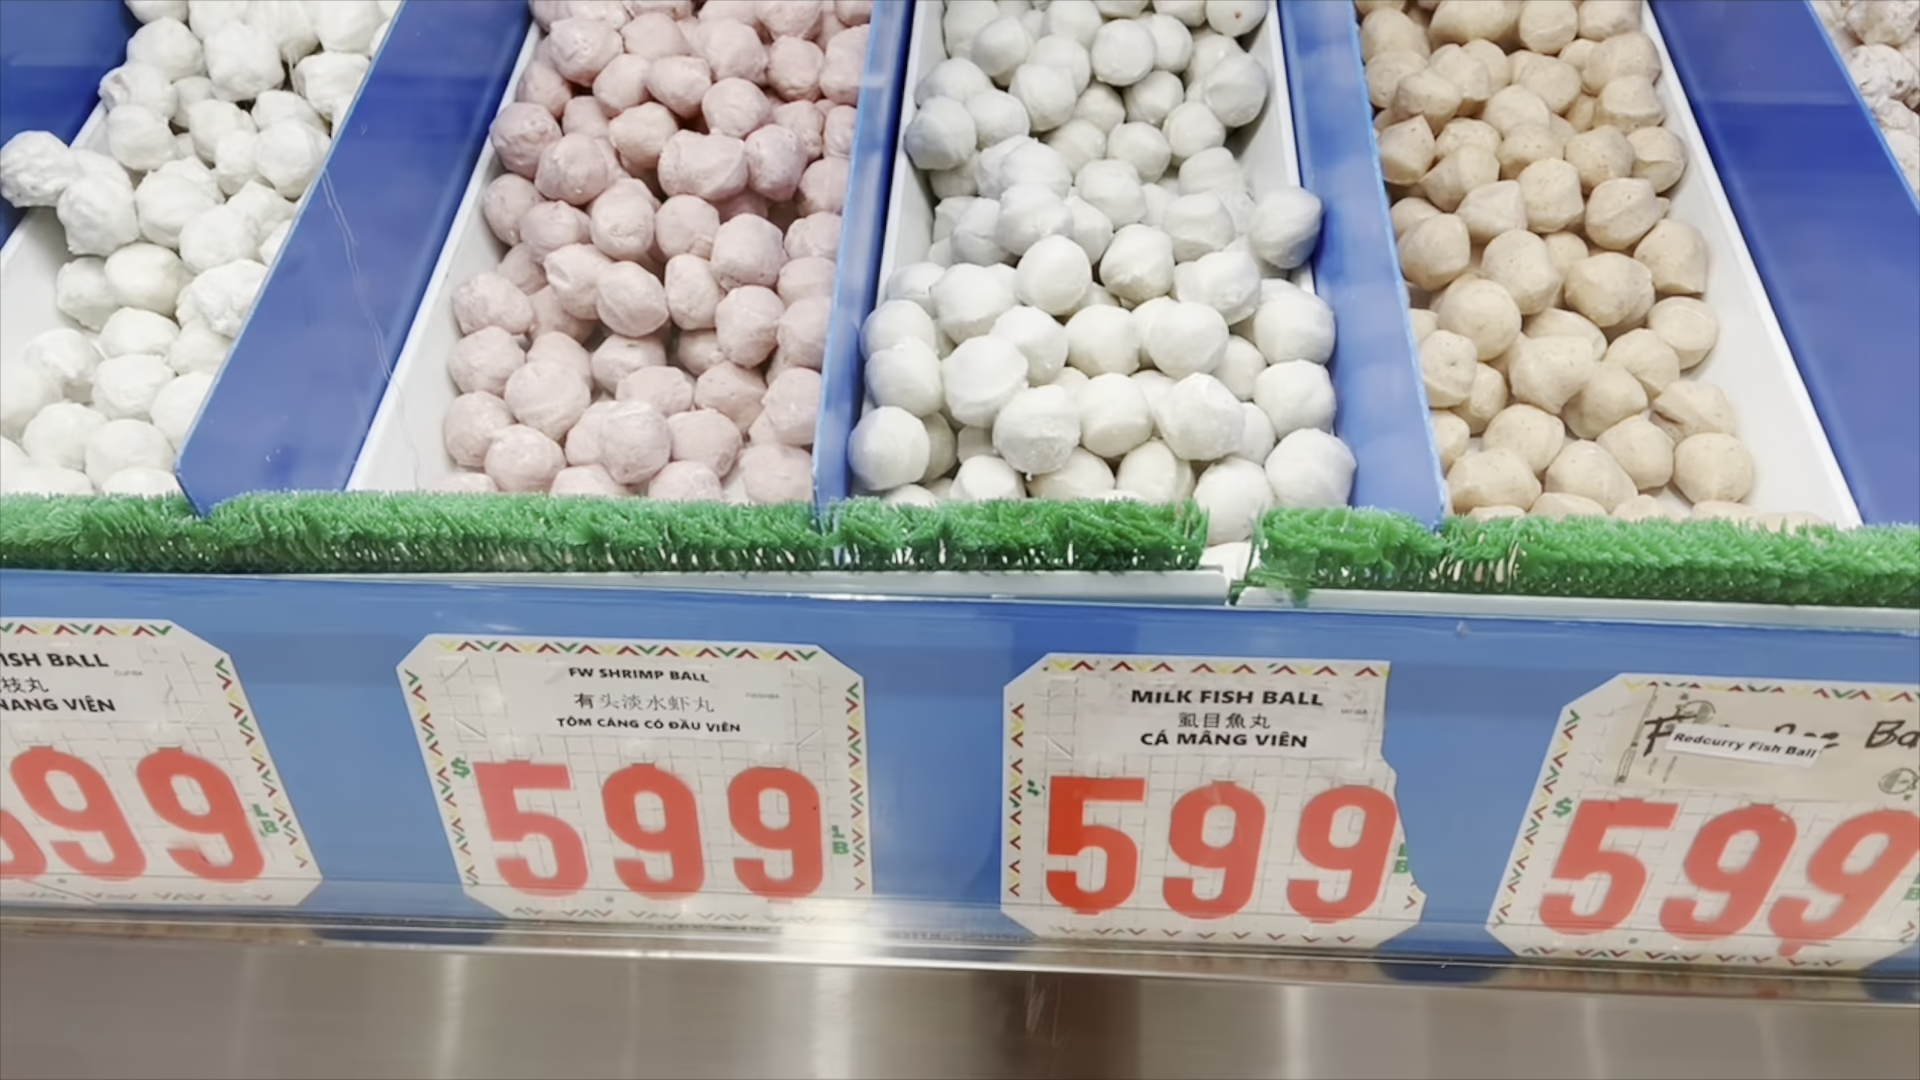 ISH BALL
枝丸
NANG VIÊN
99
FW SHRIMP BALL
有头淡水虾丸
TÔM CÀNG CÓ ĐẦU VIÊN
$ 599 LB
MILK FISH BALL
虱目魚丸
CÁ MĂNG VIÊN
$ 599 LB
Redcurry Fish Ball
Ba
$ 599